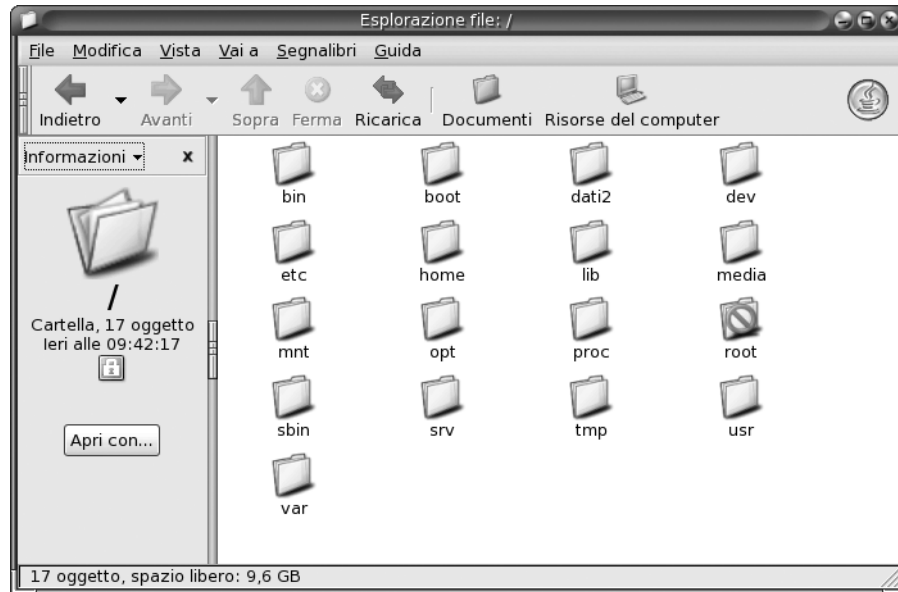 Esplorazione file: /
File Modifica Vista Vai a Segnalibri Guida
Indietro Avanti Sopra Ferma Ricarica Documenti Risorse del computer
Informazioni x
bin boot dati2 dev
etc home lib media
mnt opt proc root
sbin srv tmp usr
var
/
Cartella, 17 oggetto
Ieri alle 09:42:17
Apri con...
17 oggetto, spazio libero: 9,6 GB